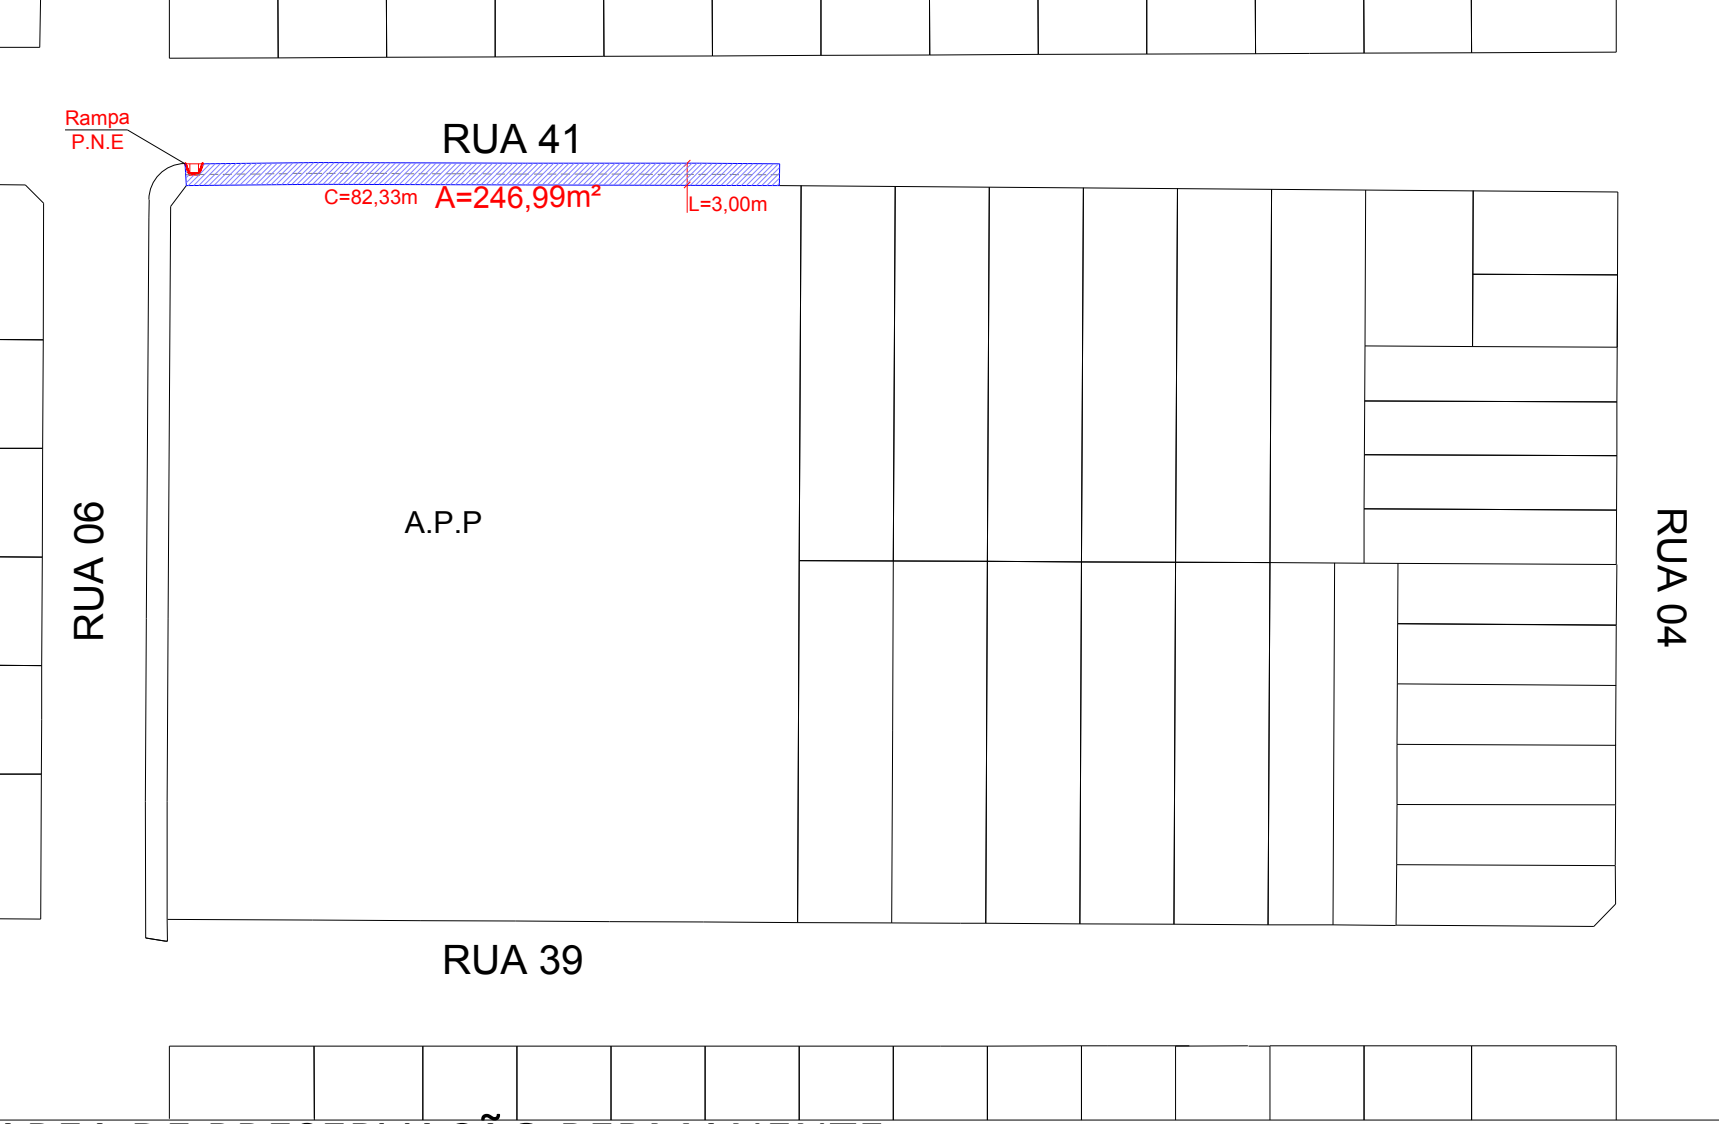 Rampa
P.N.E
RUA 41
C=82,33m A=246,99m²
L=3,00m
A.P.P
RUA 06
RUA 04
RUA 39